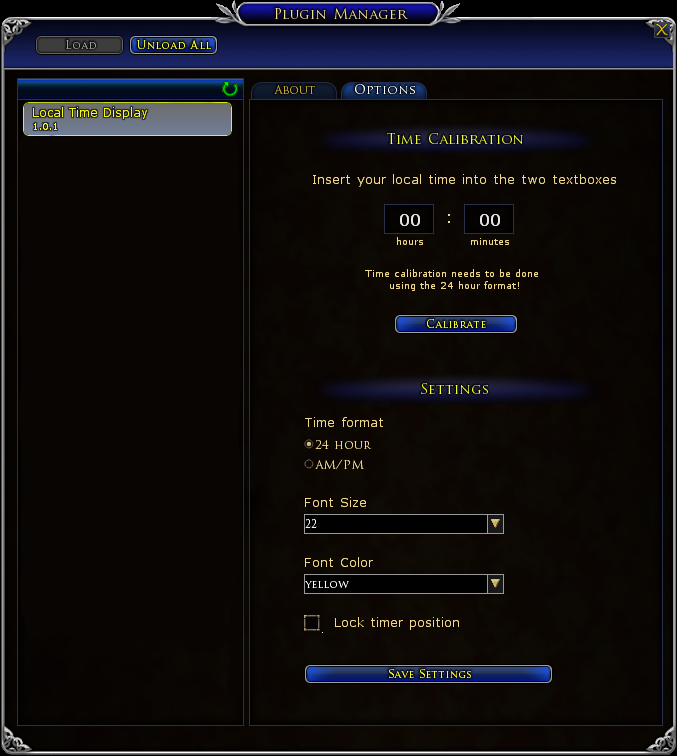 Plugin Manager
X
Load
Unload All
Local Time Display
1.0.1
About
Options
Time Calibration
Insert your local time into the two textboxes
00 : 00
hours
minutes
Time calibration needs to be done
using the 24 hour format!
Calibrate
Settings
Time format
24 hour
AM/PM
Font Size
22
Font Color
yellow
Lock timer position
Save Settings